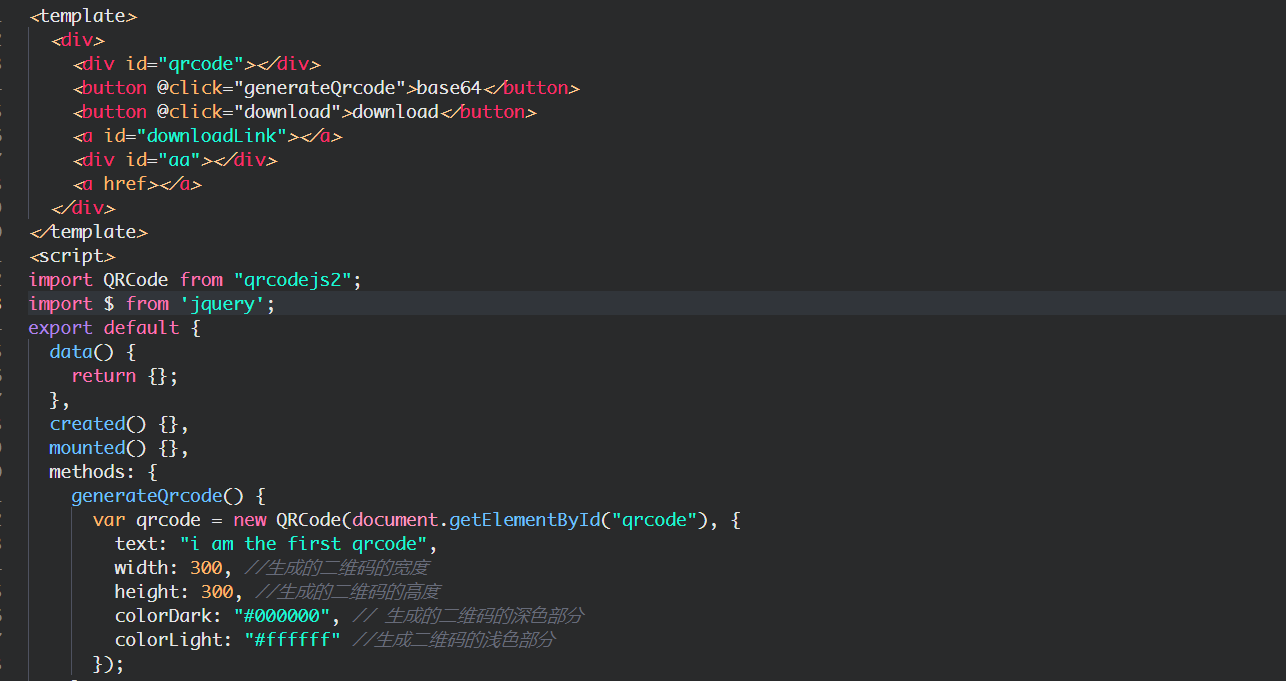 <template>
<div>
<div id="qrcode"></div>
<button @click="generateQrcode">base64</button>
<button @click="download">download</button>
<a id="downloadLink"></a>
<div id="aa"></div>
<a href></a>
</div>
</template>
<script>
import QRCode from "qrcodejs2";
import $ from 'jquery';
export default {
data() {
return {};
},
created() {},
mounted() {},
methods: {
generateQrcode() {
var qrcode = new QRCode(document.getElementById("qrcode"), {
text: "i am the first qrcode",
width: 300, //生成的二维码的宽度
height: 300, //生成的二维码的高度
colorDark: "#000000", // 生成的二维码的深色部分
colorLight: "#ffffff" //生成二维码的浅色部分
});